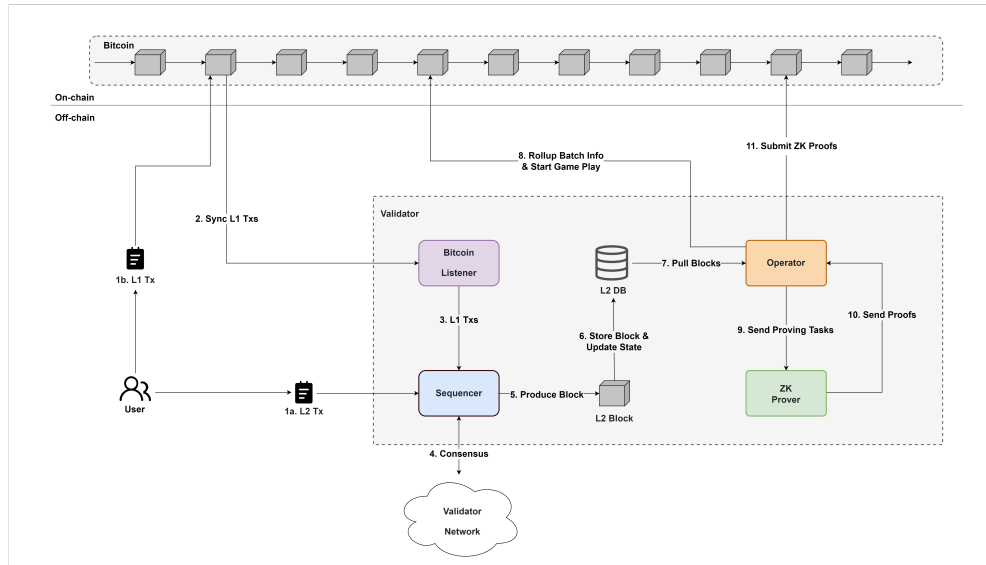 Bitcoin
On-chain
Off-chain
8. Rollup Batch Info
& Start Game Play
11. Submit ZK Proofs
2. Sync L1 Txs
Validator
Bitcoin
Listener
1b. L1 Tx
L2 DB
7. Pull Blocks
Operator
3. L1 Txs
6. Store Block &
Update State
9. Send Proving Tasks
10. Send Proofs
User
1a. L2 Tx
Sequencer
5. Produce Block
L2 Block
ZK
Prover
4. Consensus
Validator
Network